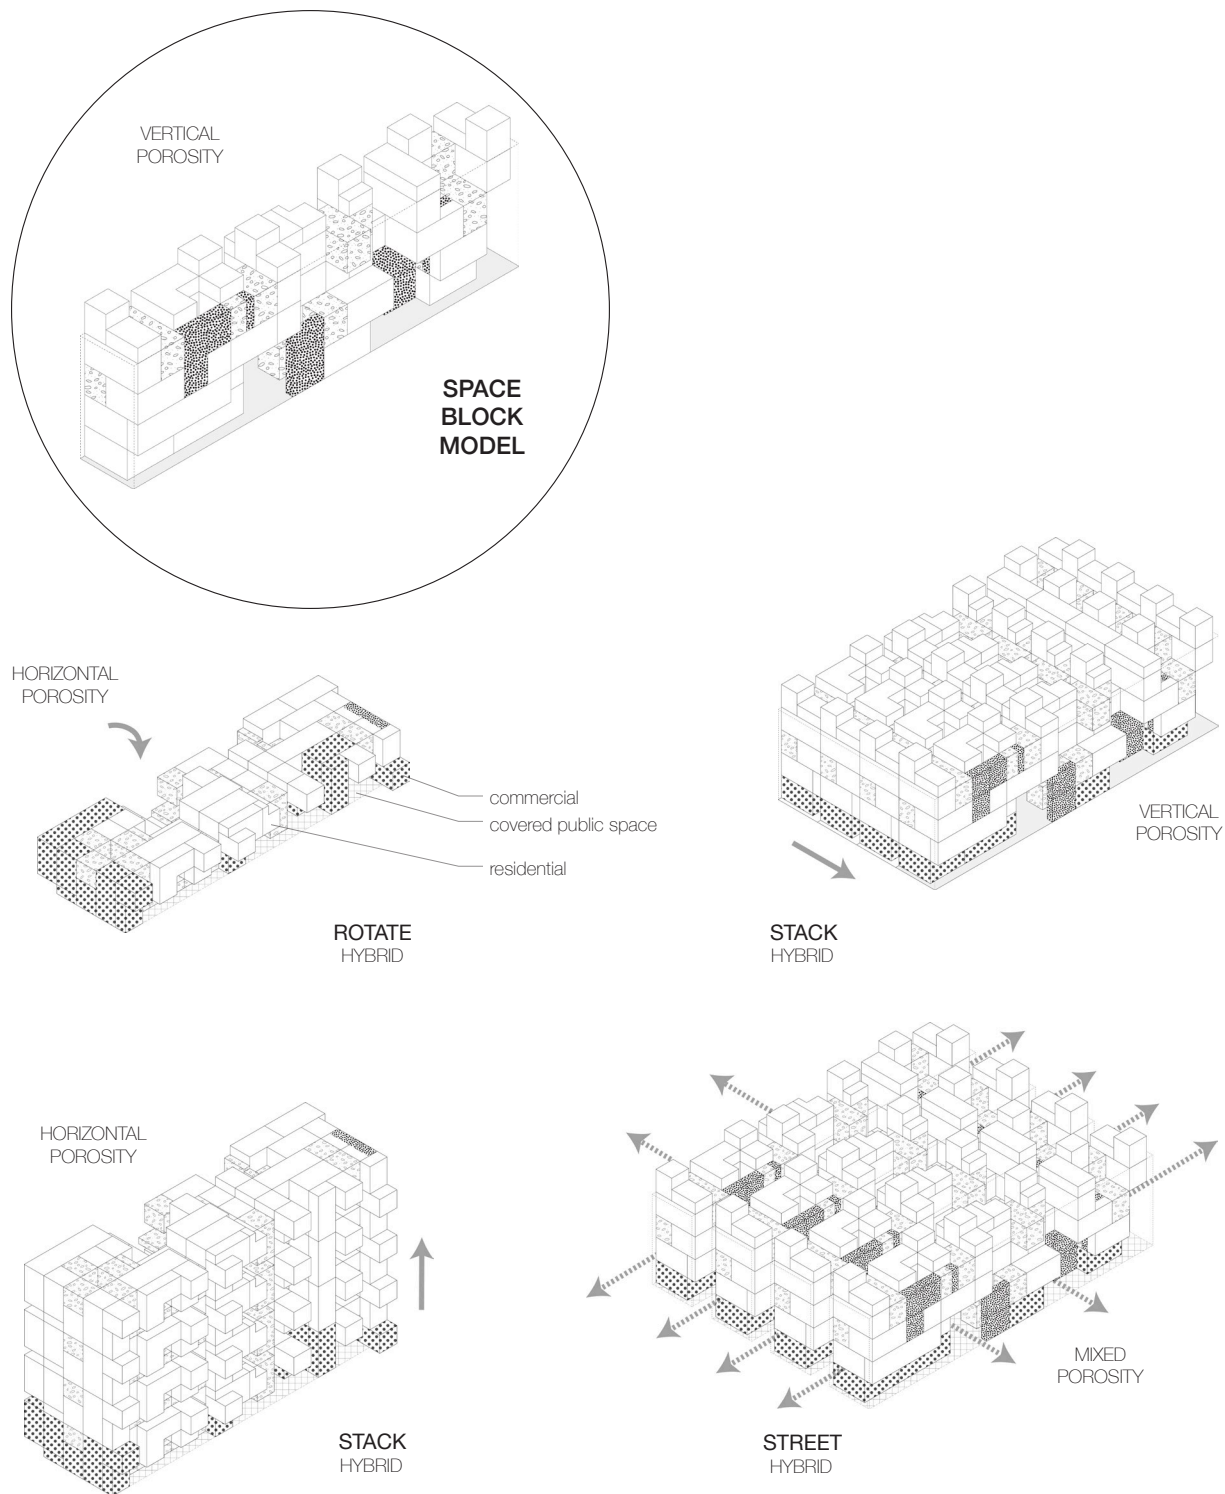 VERTICAL
POROSITY
SPACE
BLOCK
MODEL
HORIZONTAL
POROSITY
commercial
covered public space
residential
ROTATE
HYBRID
VERTICAL
POROSITY
STACK
HYBRID
HORIZONTAL
POROSITY
STACK
HYBRID
MIXED
POROSITY
STREET
HYBRID